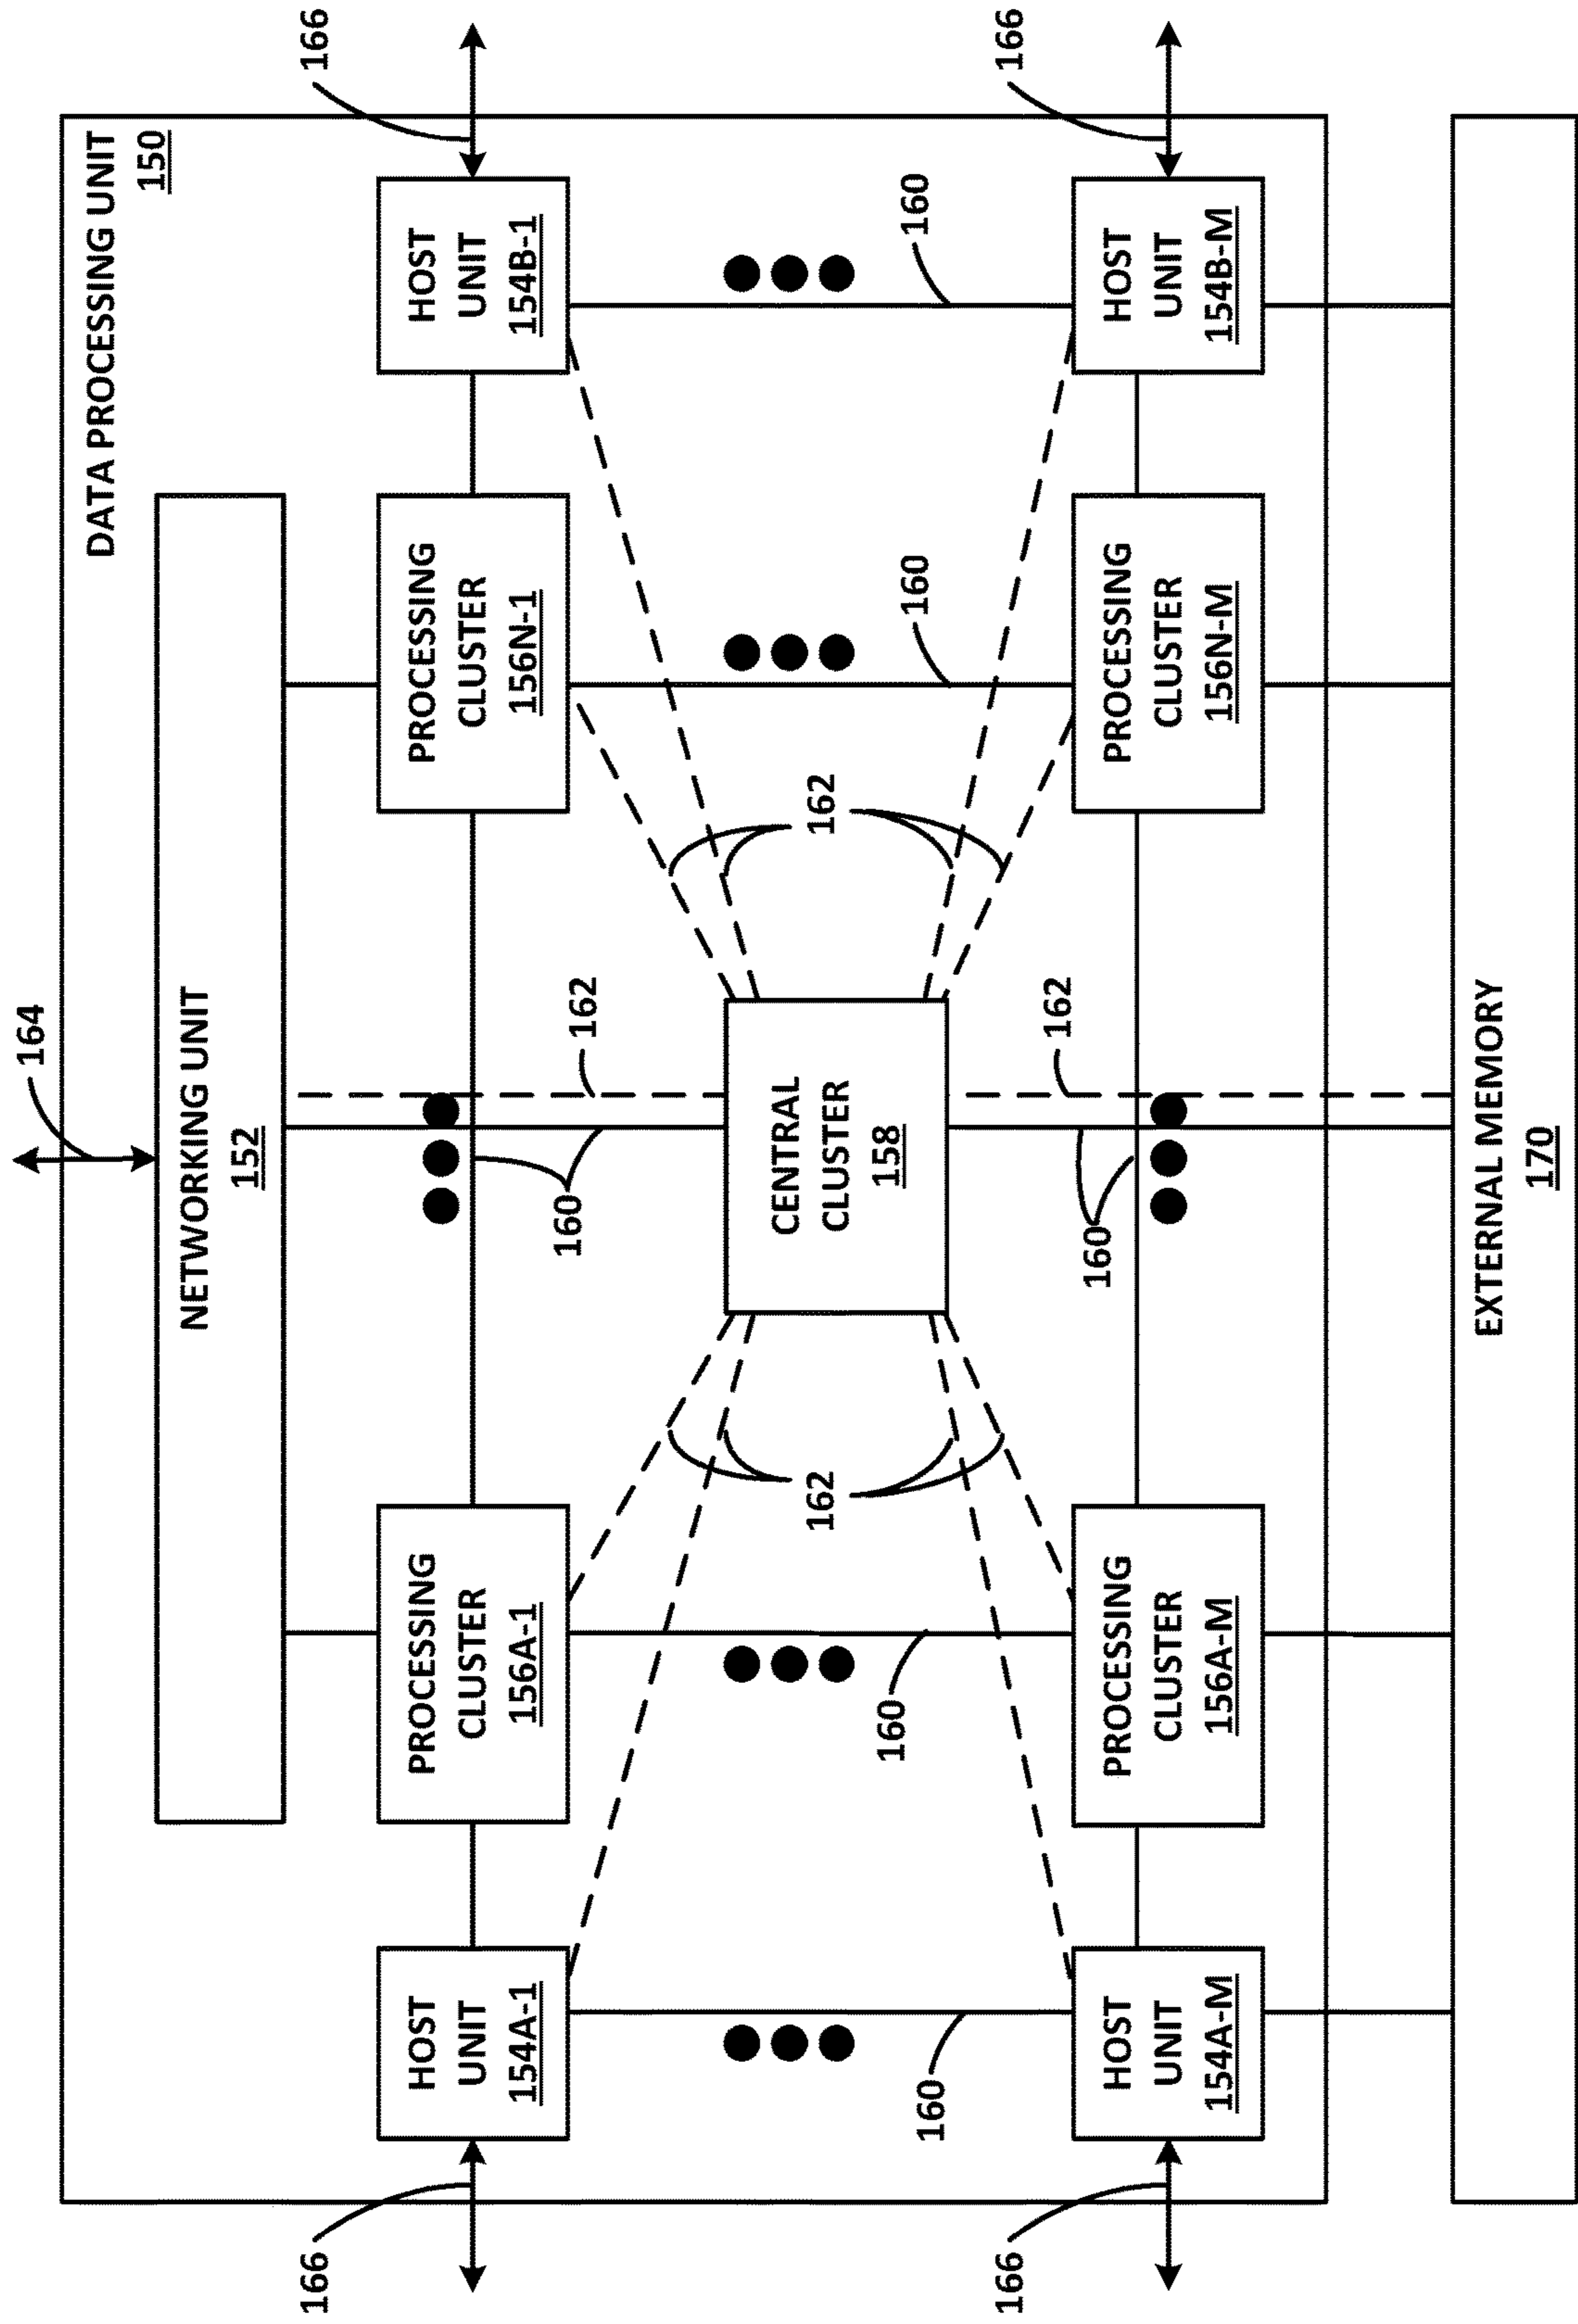 164
DATA PROCESSING UNIT
150
NETWORKING UNIT
152
166
166
HOST
UNIT
154A-1
PROCESSING
CLUSTER
156A-1
PROCESSING
CLUSTER
156N-1
HOST
UNIT
154B-1
160
162
162
CENTRAL
CLUSTER
158
162
160
160
160
160
160
162
166
166
HOST
UNIT
154A-M
PROCESSING
CLUSTER
156A-M
PROCESSING
CLUSTER
156N-M
HOST
UNIT
154B-M
EXTERNAL MEMORY
170